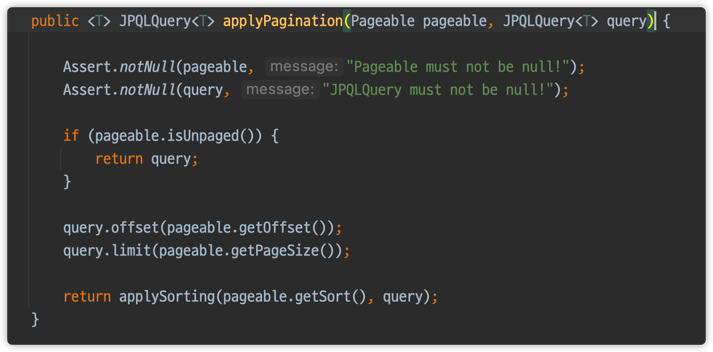 public <T> JPQLQuery<T> applyPagination(Pageable pageable, JPQLQuery<T> query) {
Assert.notNull(pageable, message: "Pageable must not be null!");
Assert.notNull(query, message: "JPQLQuery must not be null!");
if (pageable.isUnpaged()) {
return query;
}
query.offset(pageable.getOffset());
query.limit(pageable.getPageSize());
return applySorting(pageable.getSort(), query);
}